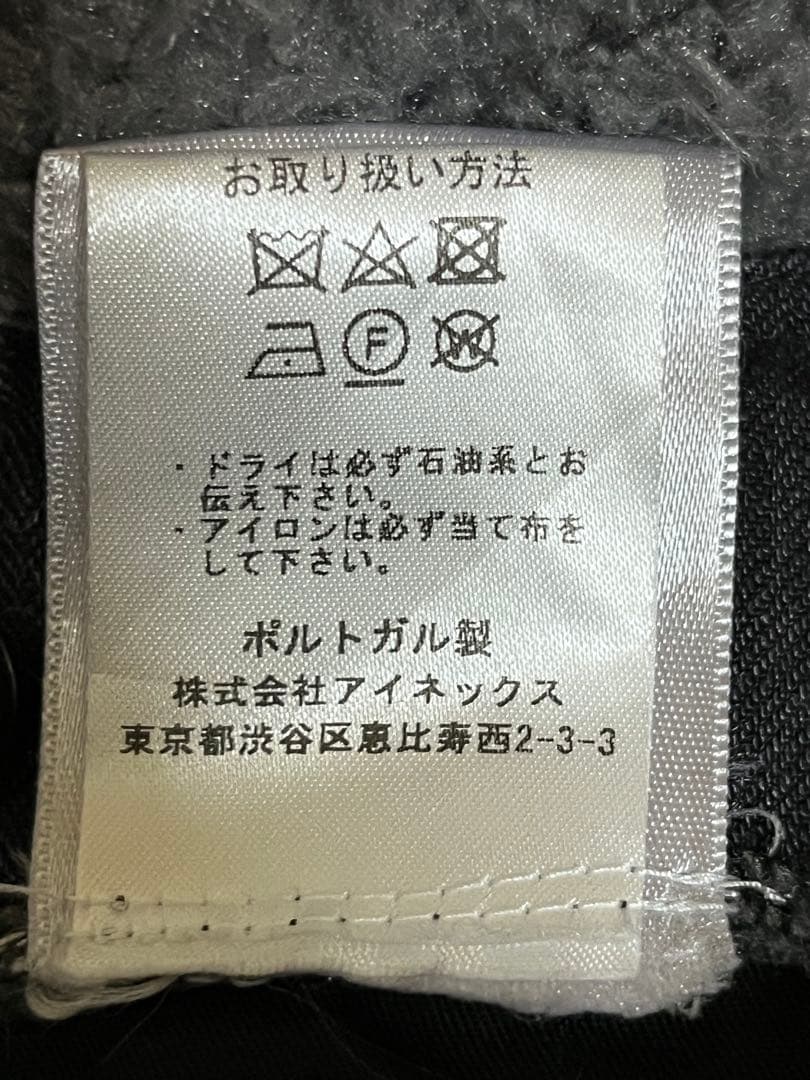 お取り扱い方法
F W
・ドライは必ず石油系とお
伝え下さい。
・アイロンは必ず当て布を
して下さい。
ポルトガル製
株式会社アイネックス
東京都渋谷区恵比寿西2-3-3